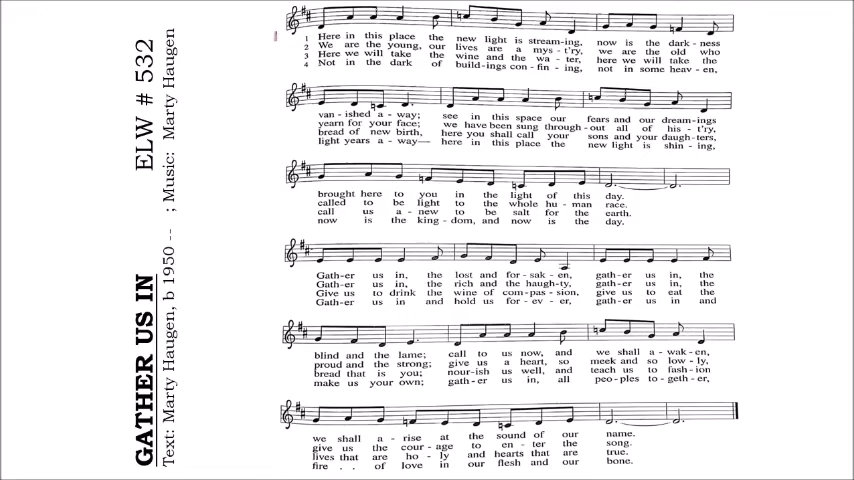 GATHER US IN
ELW # 532
Text: Marty Haugen, b 1950 -- ; Music: Marty Haugen
1 Here in this place the new light is stream-ing, now is the dark-ness
2 We are the young, our lives are a mys-t'ry, we are the old who
3 Here we will take the wine and the wa-ter, here we will take the
4 Not in the dark of build-ings con-fin-ing, not in some heav-en,
van-ished a-way; see in this space our fears and our dream-ings
yearn for your face; we have been sung through-out all of his-t'ry,
bread of new birth, here you shall call your sons and your daugh-ters,
light years a-way— here in this place the new light is shin-ing,
brought here to you in the light of this day.
called to be light to the whole hu-man race.
call us a-new to be salt for the earth.
now is the king-dom, and now is the day.
Gath-er us in, the lost and for-sak-en, gath-er us in, the
Gath-er us in, the rich and the haugh-ty, gath-er us in, the
Give us to drink the wine of com-pas-sion, give us to eat the
Gath-er us in and hold us for-ev-er, gath-er us in and
blind and the lame; call to us now, and we shall a-wak-en,
proud and the strong; give us a heart, so meek and so low-ly,
bread that is you; nour-ish us well, and teach us to fash-ion
make us your own; gath-er us in, all peo-ples to-geth-er,
we shall a-rise at the sound of our name.
give us the cour-age to en-ter the song.
lives that are ho-ly and hearts that are true.
fire . . of love in our flesh and our bone.